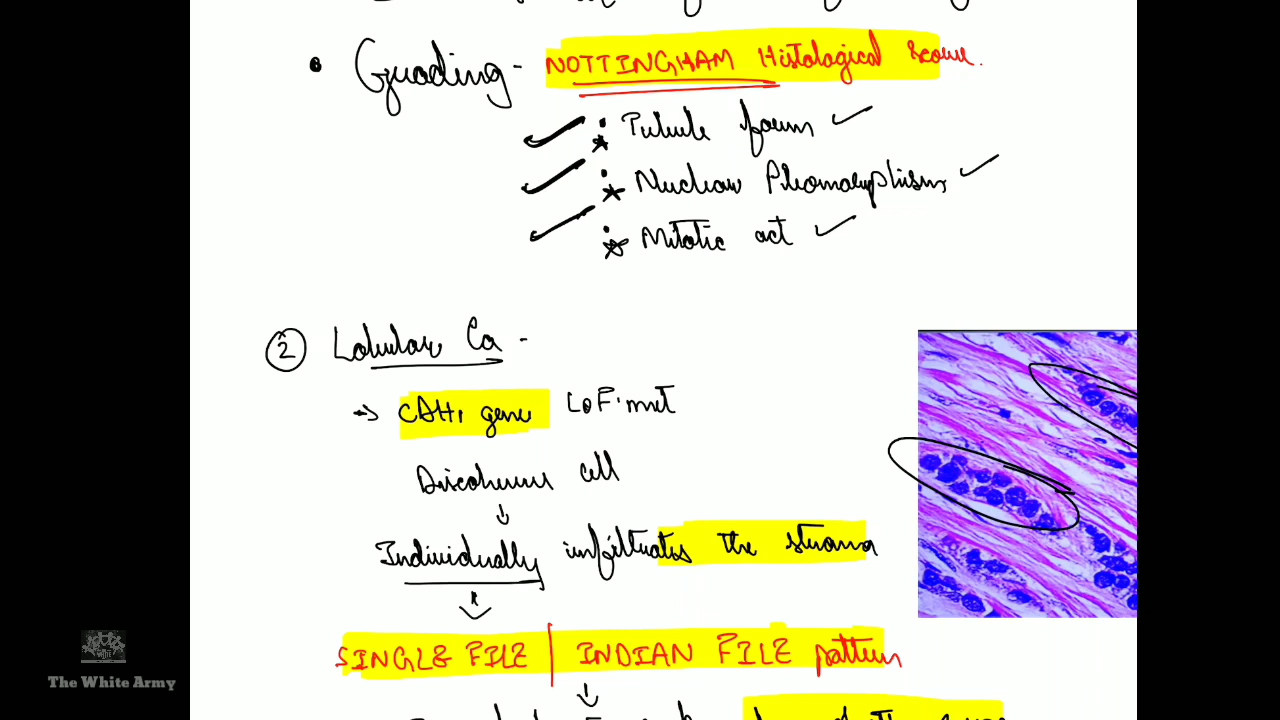 Grading - NOTTINGHAM Histological Score.
Tubule form
Nuclear Pleomorphism
Mitotic act
2 Lobular Ca -
→ CDH1 gene LOF. mut
Discohesive cell
↓
Individually infiltrates the stroma
↓
SINGLE FILE | INDIAN FILE pattern
↓
The White Army